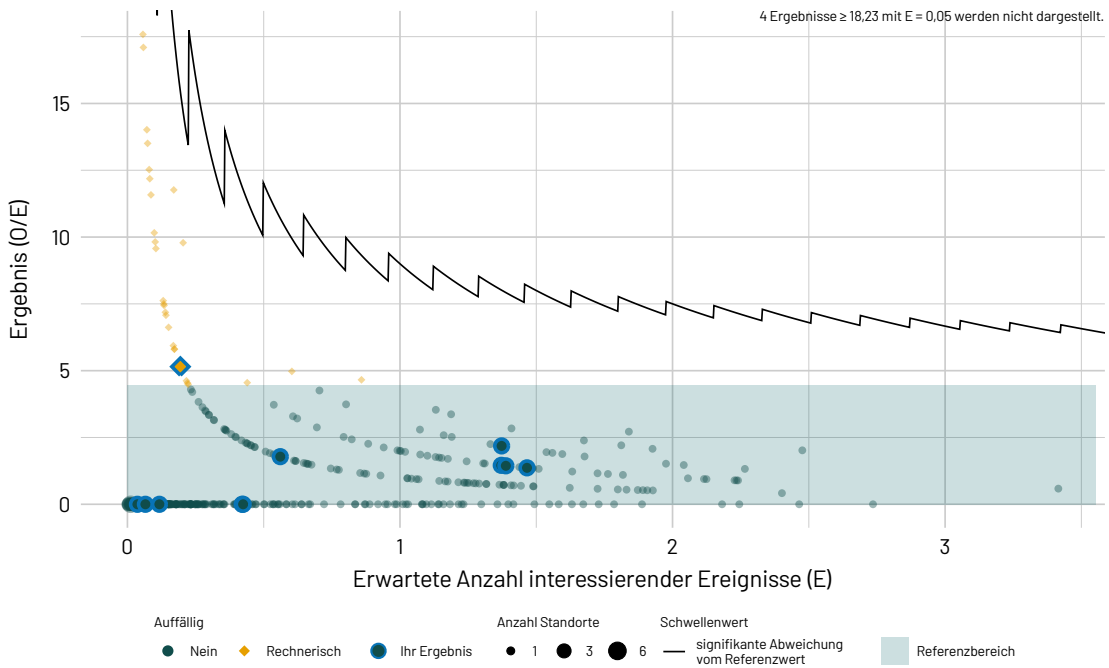 4 Ergebnisse ≥ 18,23 mit E = 0,05 werden nicht dargestellt.
15
10
5
0
Ergebnis (O/E)
0 1 2 3
Erwartete Anzahl interessierender Ereignisse (E)
Auffällig Anzahl Standorte Schwellenwert
Nein Rechnerisch Ihr Ergebnis 1 3 6 signifikante Abweichung Referenzbereich
vom Referenzwert